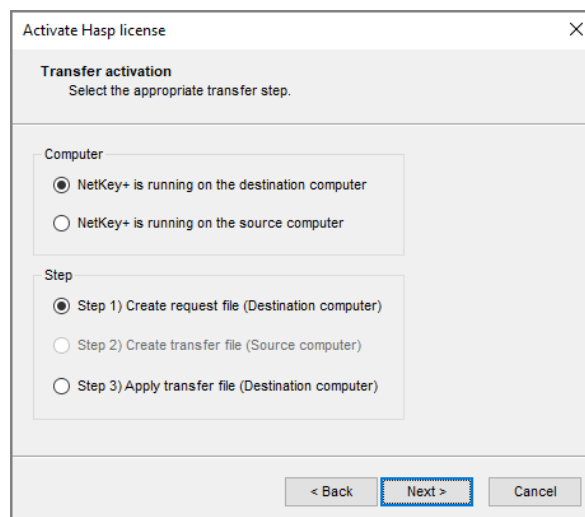 Activate Hasp license
Transfer activation
Select the appropriate transfer step.
Computer
NetKey+ is running on the destination computer
NetKey+ is running on the source computer
Step
Step 1) Create request file (Destination computer)
Step 2) Create transfer file (Source computer)
Step 3) Apply transfer file (Destination computer)
< Back Next > Cancel